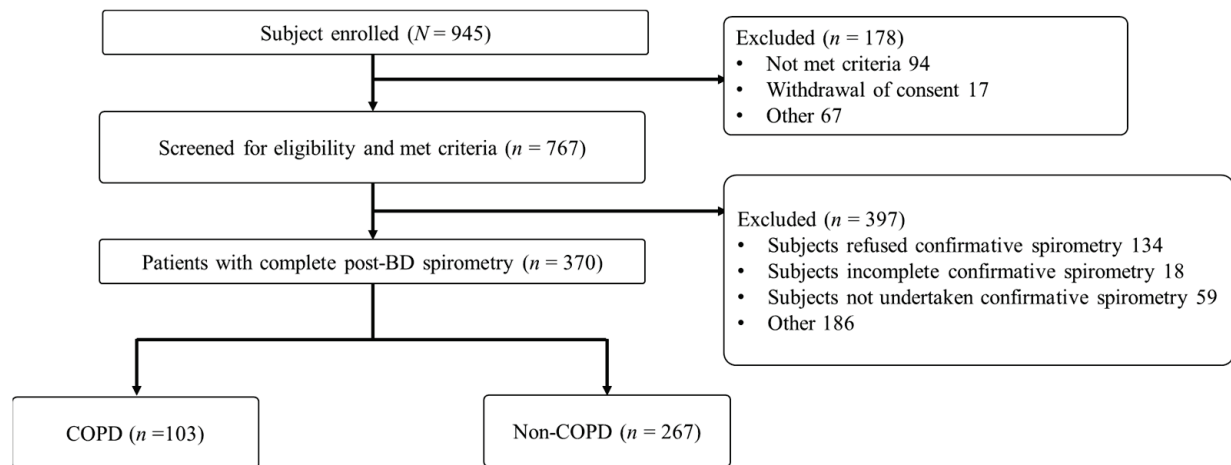 Subject enrolled (N = 945)
Excluded (n = 178)
• Not met criteria 94
• Withdrawal of consent 17
• Other 67
Screened for eligibility and met criteria (n = 767)
Excluded (n = 397)
• Subjects refused confirmative spirometry 134
• Subjects incomplete confirmative spirometry 18
• Subjects not undertaken confirmative spirometry 59
• Other 186
Patients with complete post-BD spirometry (n = 370)
COPD (n =103)
Non-COPD (n = 267)